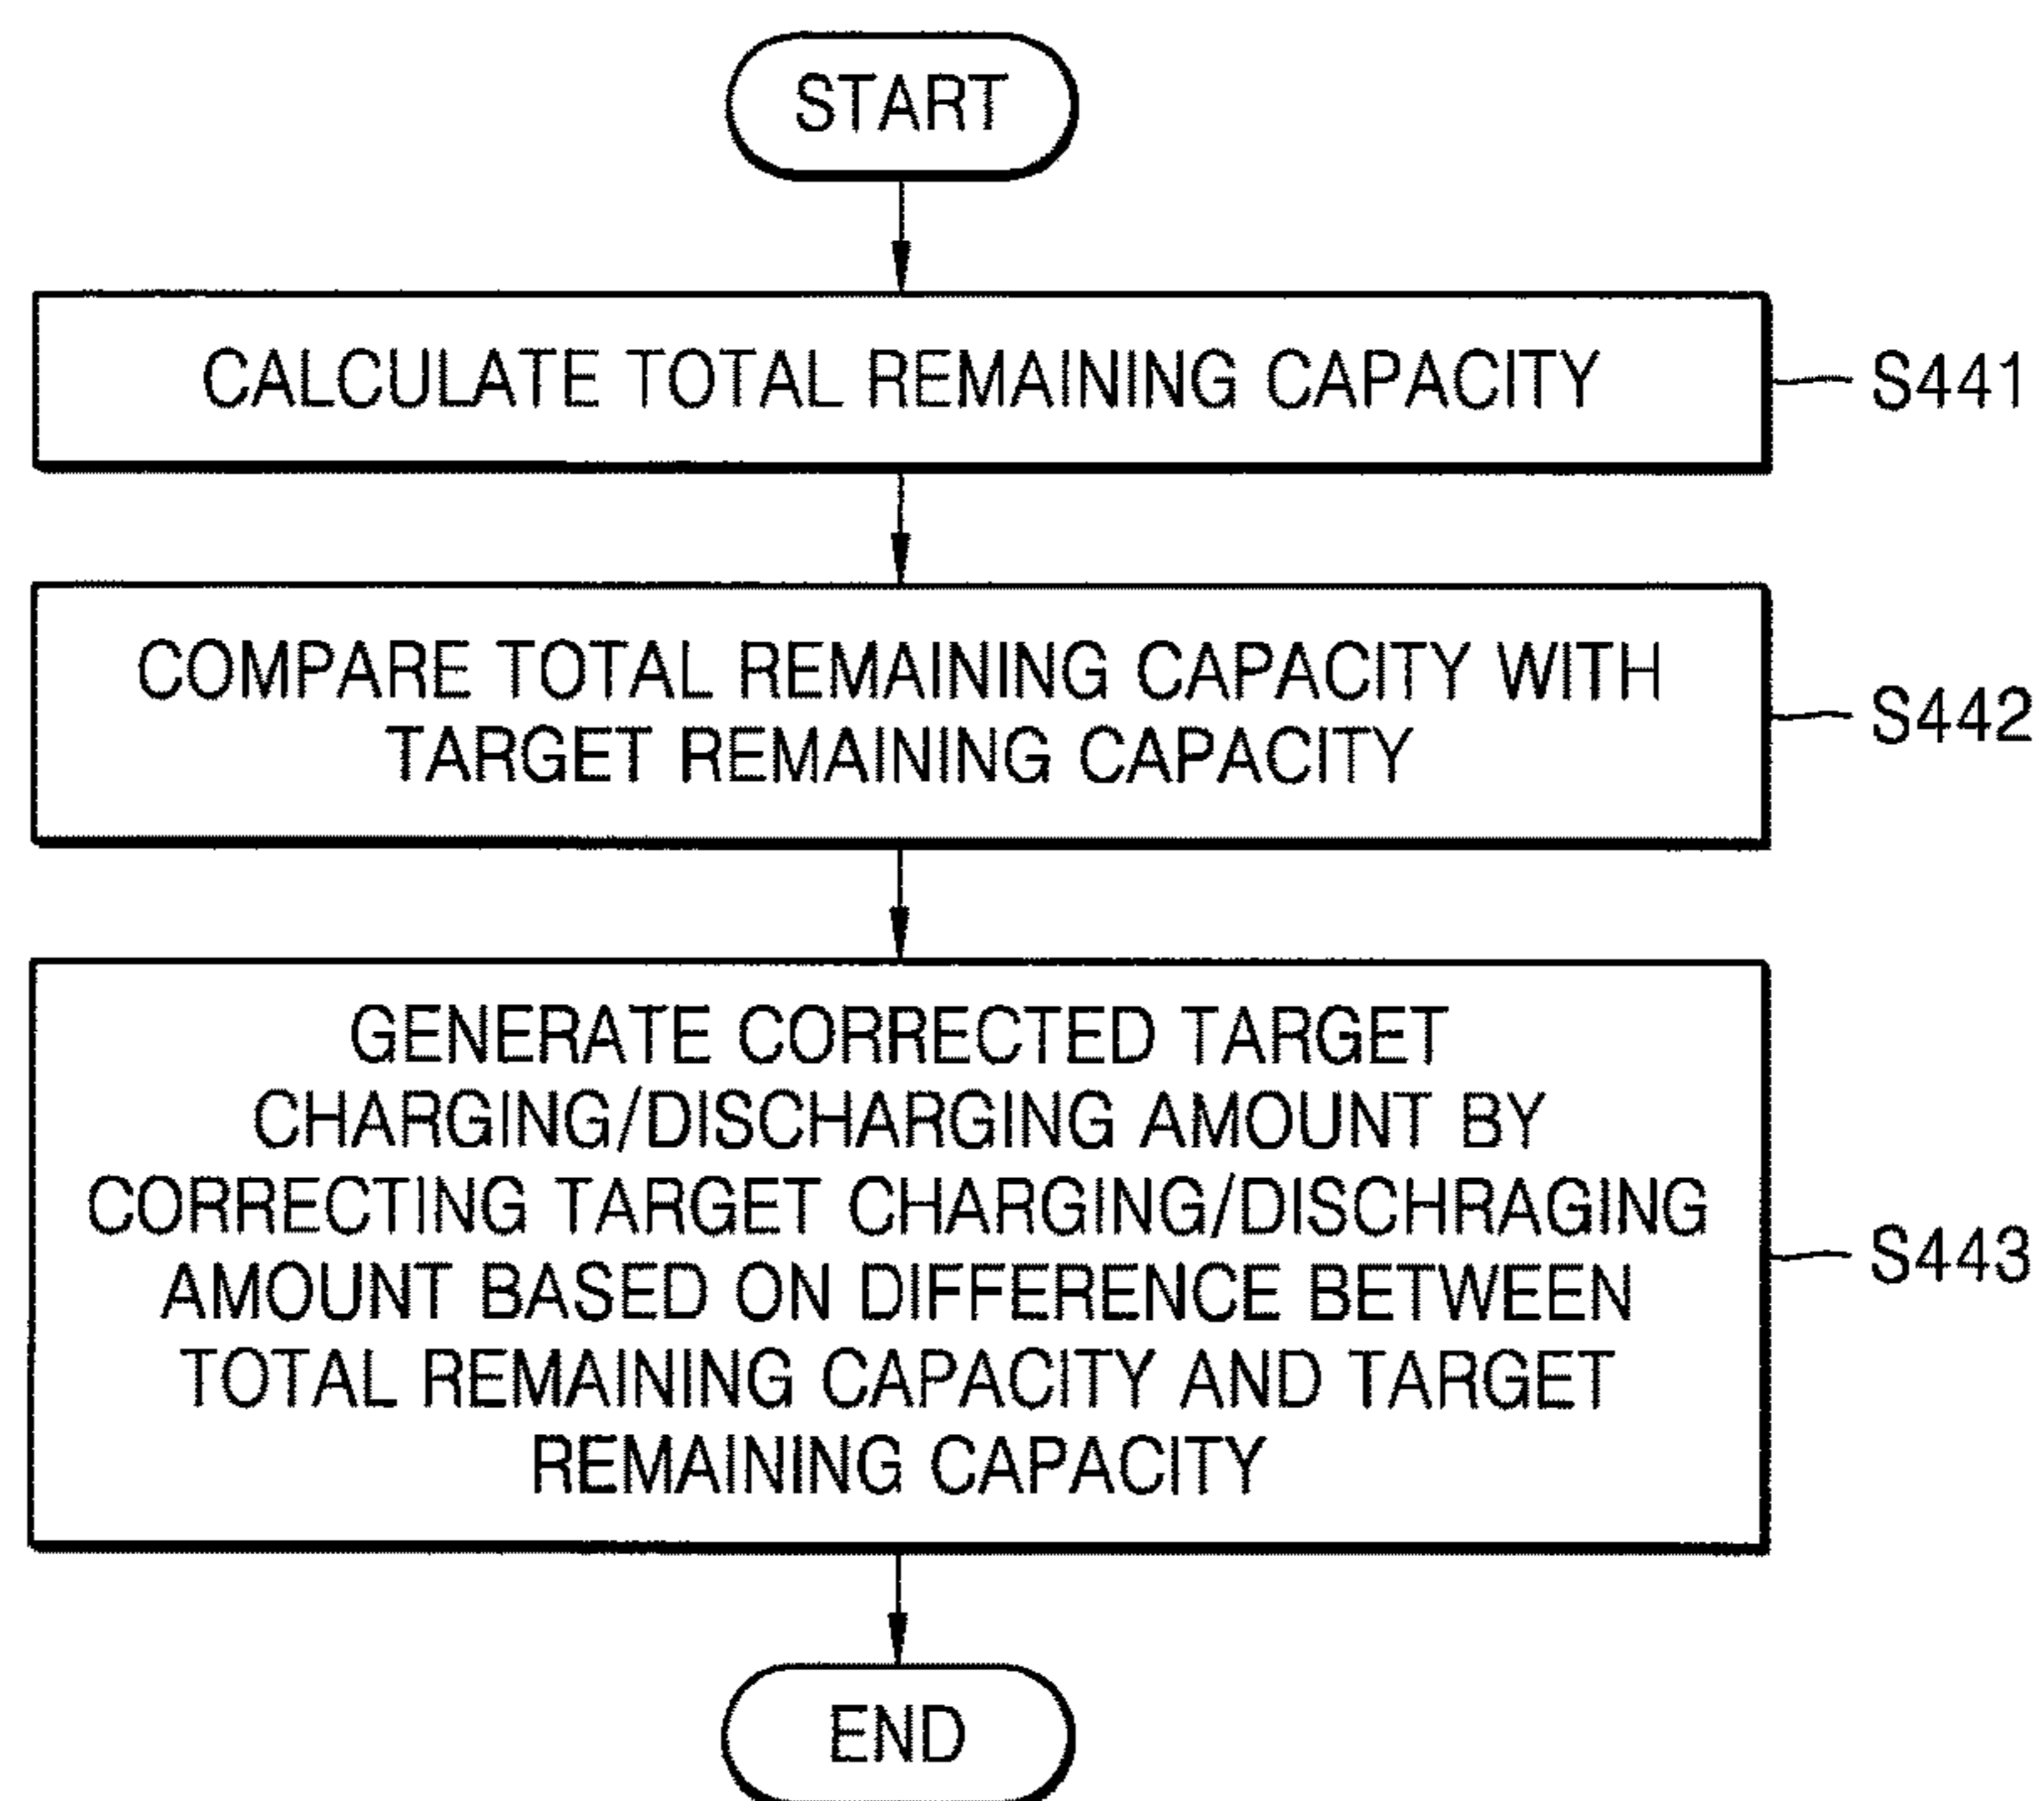 START
CALCULATE TOTAL REMAINING CAPACITY
S441
COMPARE TOTAL REMAINING CAPACITY WITH
TARGET REMAINING CAPACITY
S442
GENERATE CORRECTED TARGET
CHARGING/DISCHARGING AMOUNT BY
CORRECTING TARGET CHARGING/DISCHRAGING
AMOUNT BASED ON DIFFERENCE BETWEEN
TOTAL REMAINING CAPACITY AND TARGET
REMAINING CAPACITY
S443
END